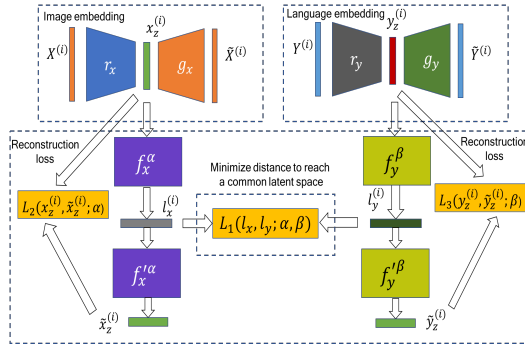 Image embedding
x_z^{(i)}
X^{(i)}
r_x
g_x
X̃^{(i)}
Language embedding
y_z^{(i)}
Y^{(i)}
r_y
g_y
Ỹ^{(i)}
Reconstruction
loss
f_x^α
Minimize distance to reach
a common latent space
f_y^β
Reconstruction
loss
L_2(x_z^{(i)}, x̃_z^{(i)}; α)
l_x^{(i)}
L_1(l_x, l_y; α, β)
l_y^{(i)}
L_3(y_z^{(i)}, ỹ_z^{(i)}; β)
f'_x^α
f'_y^β
x̃_z^{(i)}
ỹ_z^{(i)}